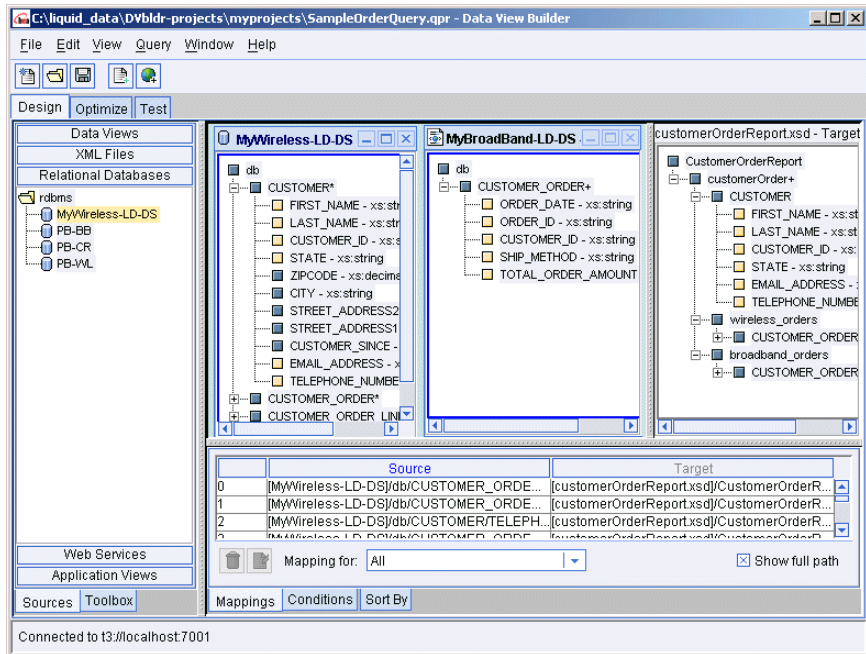 C:\liquid_data\DVbldr-projects\myprojects\SampleOrderQuery.qpr - Data View Builder
File Edit View Query Window Help
Design Optimize Test
Data Views
XML Files
Relational Databases
rdbms
MyWireless-LD-DS
PB-BB
PB-CR
PB-WL
Web Services
Application Views
Sources Toolbox
MyWireless-LD-DS
db
CUSTOMER*
FIRST_NAME - xs:str
LAST_NAME - xs:str
CUSTOMER_ID - xs:s
STATE - xs:string
ZIPCODE - xs:decima
CITY - xs:string
STREET_ADDRESS2
STREET_ADDRESS1
CUSTOMER_SINCE -
EMAIL_ADDRESS - x
TELEPHONE_NUMBE
CUSTOMER_ORDER*
CUSTOMER_ORDER_LINE
MyBroadBand-LD-DS
db
CUSTOMER_ORDER+
ORDER_DATE - xs:string
ORDER_ID - xs:string
CUSTOMER_ID - xs:string
SHIP_METHOD - xs:string
TOTAL_ORDER_AMOUNT
customerOrderReport.xsd - Target
CustomerOrderReport
customerOrder+
CUSTOMER
FIRST_NAME - xs:st
LAST_NAME - xs:st
CUSTOMER_ID - xs:
STATE - xs:string
EMAIL_ADDRESS - :
TELEPHONE_NUMBE
wireless_orders
CUSTOMER_ORDER
broadband_orders
CUSTOMER_ORDER
Source Target
0 [MyWireless-LD-DS]/db/CUSTOMER_ORDE... [customerOrderReport.xsd]/CustomerOrderR...
1 [MyWireless-LD-DS]/db/CUSTOMER_ORDE... [customerOrderReport.xsd]/CustomerOrderR...
2 [MyWireless-LD-DS]/db/CUSTOMER/TELEPH... [customerOrderReport.xsd]/CustomerOrderR...
Mapping for: All Show full path
Mappings Conditions Sort By
Connected to t3://localhost:7001